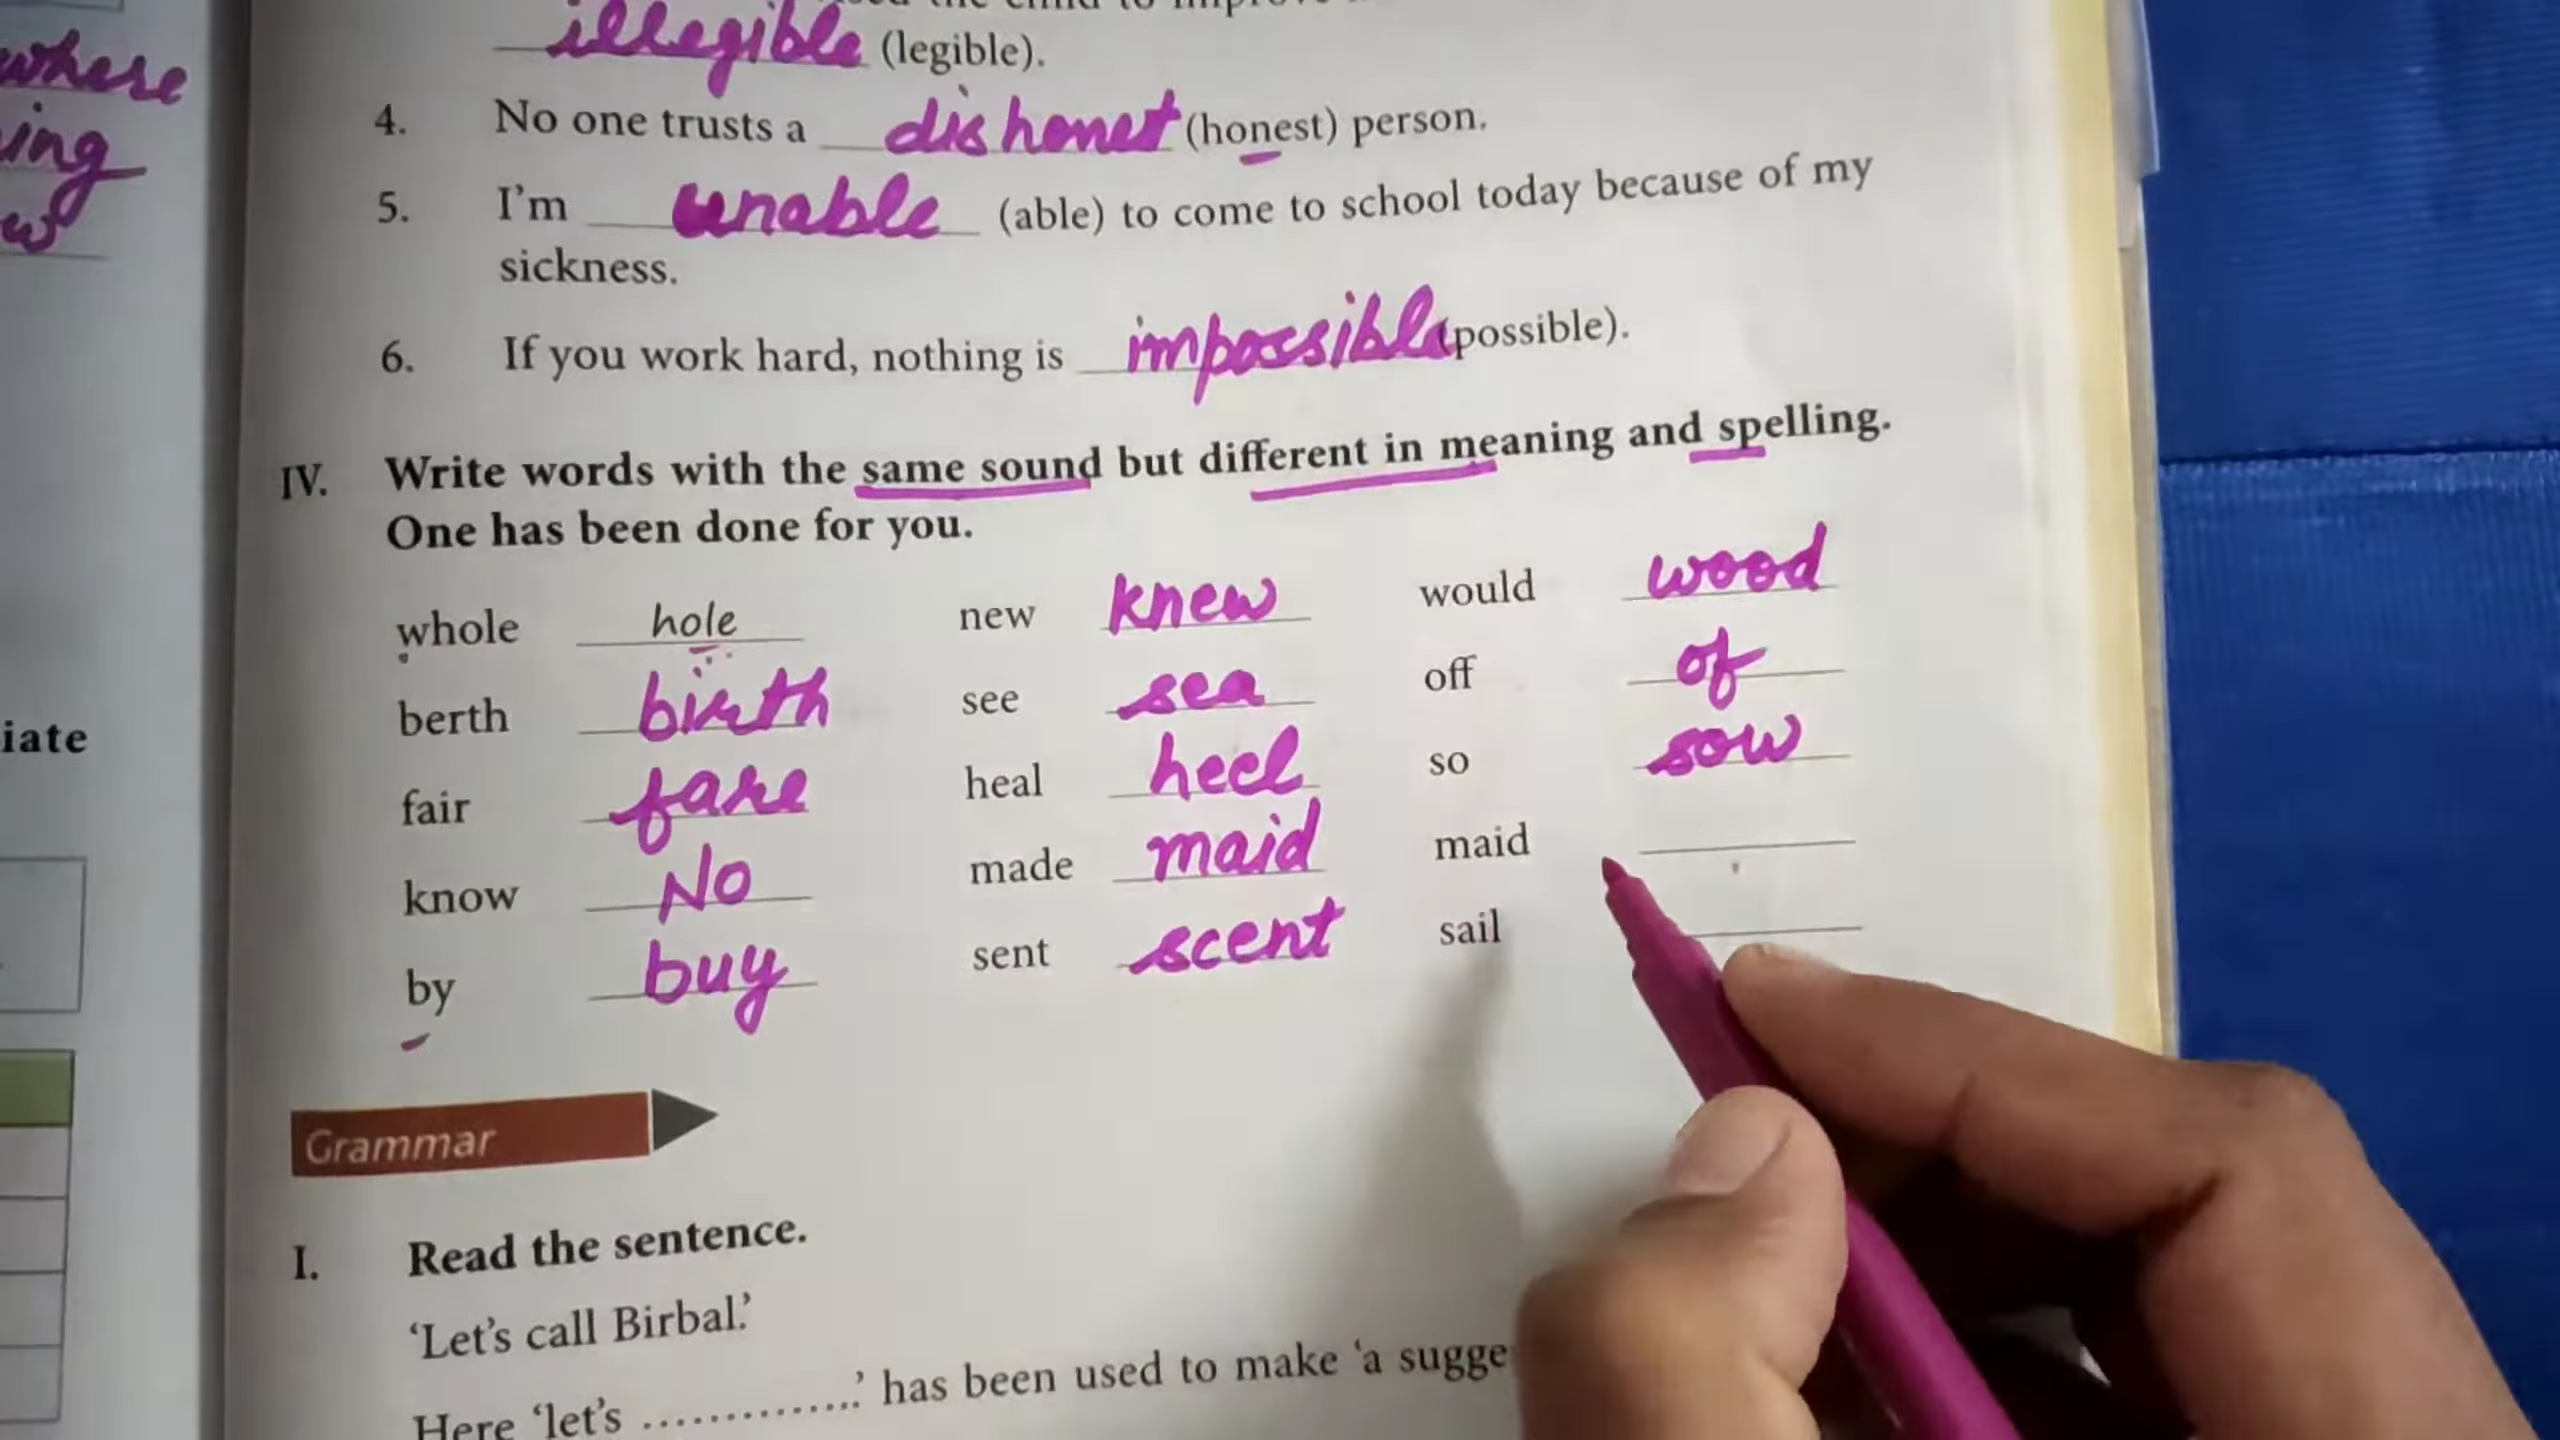 where
ing
w
iate
illegible (legible).
4. No one trusts a dishonest (honest) person.
5. I'm unable (able) to come to school today because of my
sickness.
6. If you work hard, nothing is impossible (possible).
IV. Write words with the same sound but different in meaning and spelling.
One has been done for you.
whole hole new knew would wood
berth birth see sea off of
fair fare heal heel so sow
know No made maid maid
by buy sent scent sail
Grammar
I. Read the sentence.
'Let's call Birbal.'
Here 'let's ..............' has been used to make 'a sugge